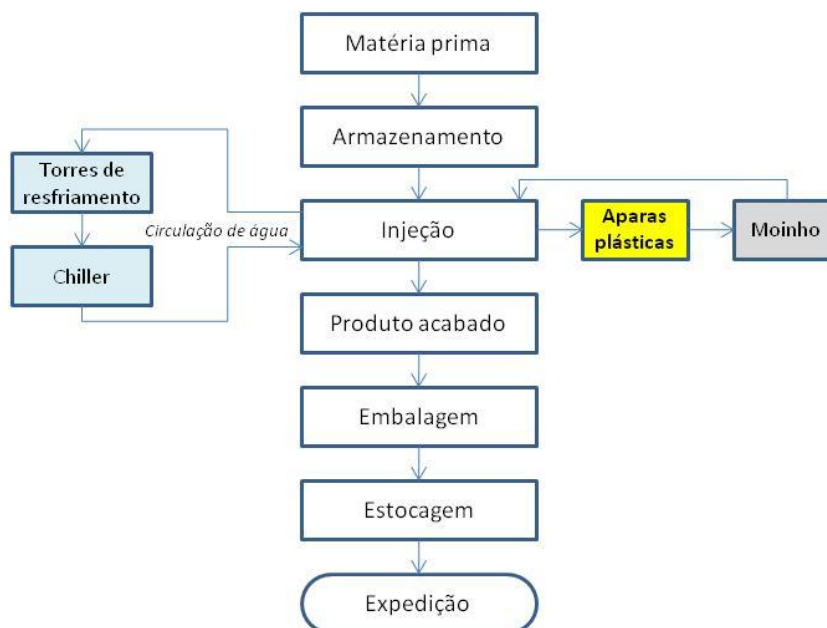 Matéria prima
Armazenamento
Torres de
resfriamento
Circulação de água
Injeção
Aparas
plásticas
Moinho
Chiller
Produto acabado
Embalagem
Estocagem
Expedição